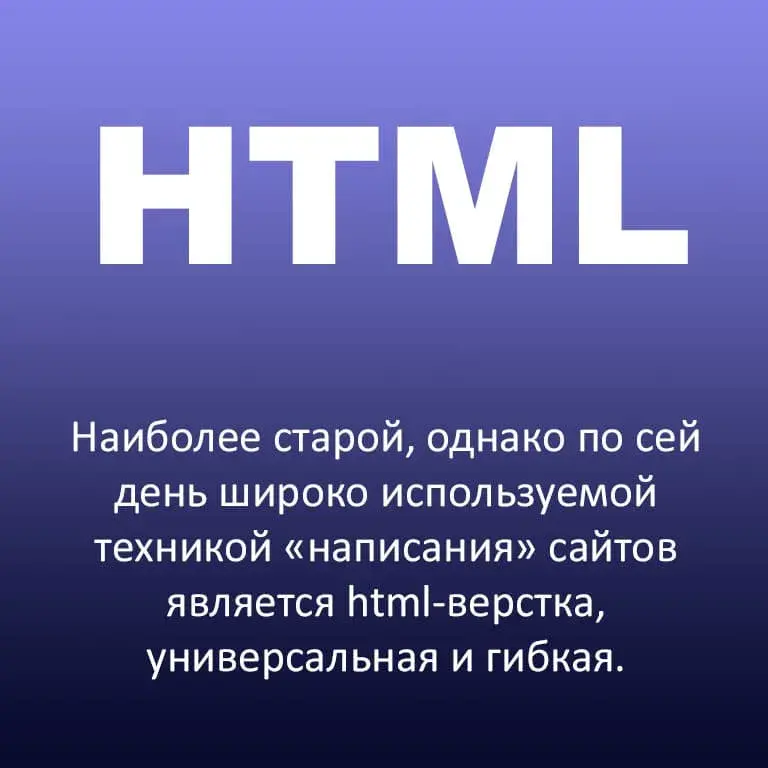 HTML
Наиболее старой, однако по сей
день широко используемой
техникой «написания» сайтов
является html-верстка,
универсальная и гибкая.